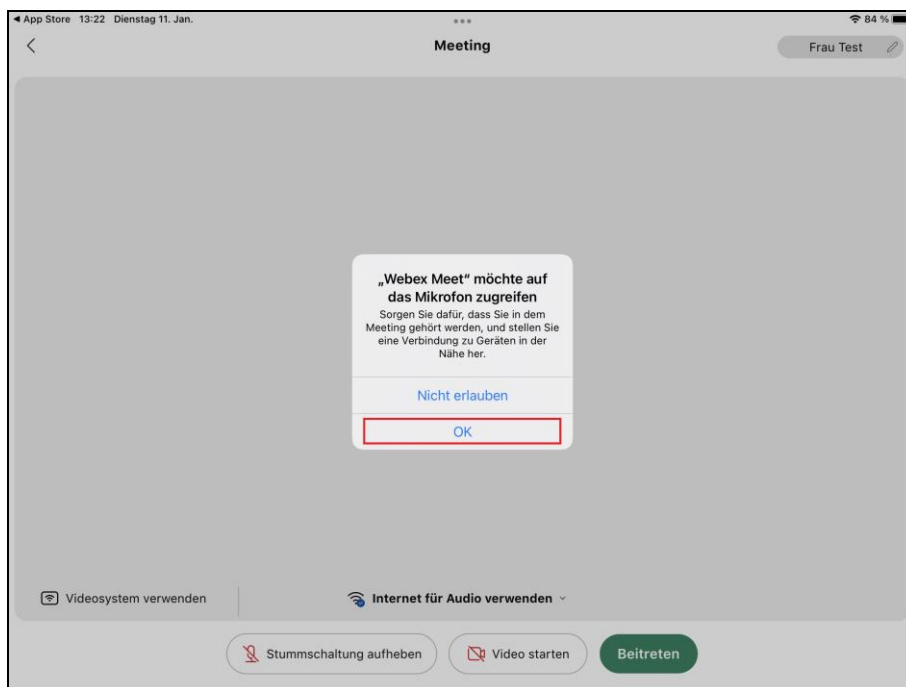 ◀ App Store 13:22 Dienstag 11. Jan. 84 %
Meeting
Frau Test
„Webex Meet“ möchte auf
das Mikrofon zugreifen
Sorgen Sie dafür, dass Sie in dem
Meeting gehört werden, und stellen Sie
eine Verbindung zu Geräten in der
Nähe her.
Nicht erlauben
OK
Videosystem verwenden
Internet für Audio verwenden
Stummschaltung aufheben
Video starten
Beitreten